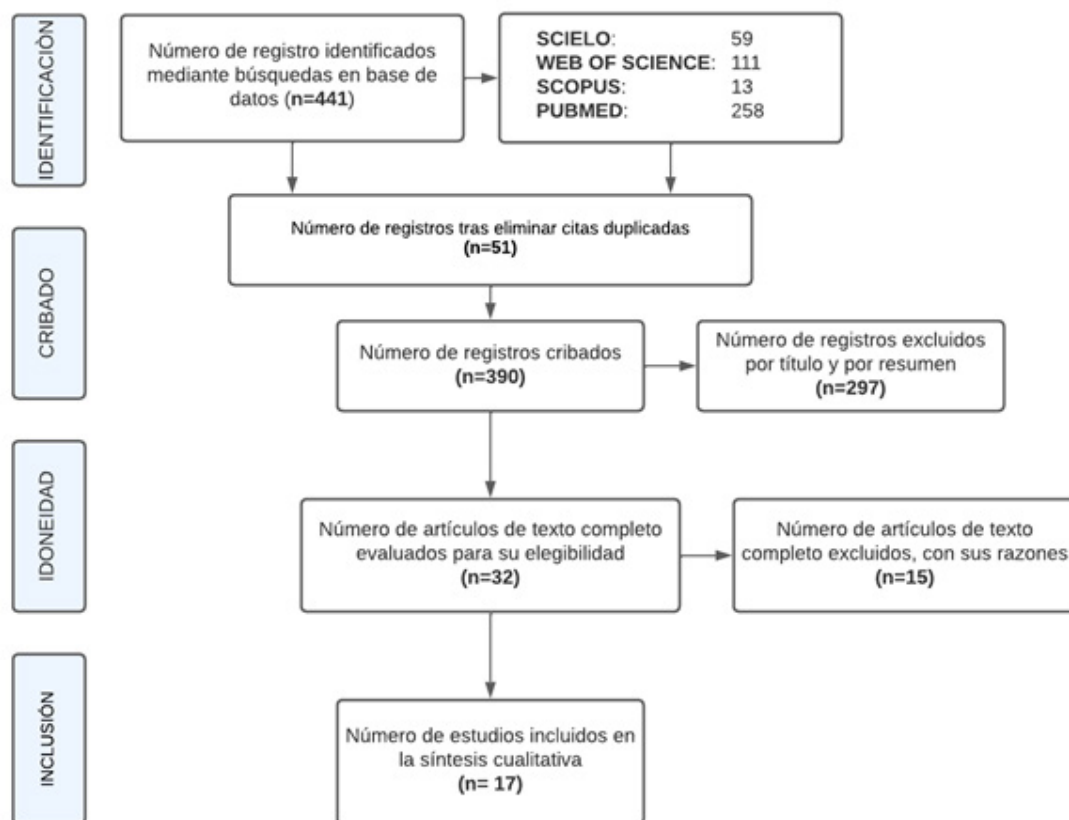 IDENTIFICACIÓN
Número de registro identificados
mediante búsquedas en base de
datos (n=441)
SCIELO: 59
WEB OF SCIENCE: 111
SCOPUS: 13
PUBMED: 258
CRIBADO
Número de registros tras eliminar citas duplicadas
(n=51)
Número de registros cribados
(n=390)
Número de registros excluidos
por título y por resumen
(n=297)
IDONEIDAD
Número de artículos de texto completo
evaluados para su elegibilidad
(n=32)
Número de artículos de texto
completo excluidos, con sus razones
(n=15)
INCLUSIÓN
Número de estudios incluidos en
la síntesis cualitativa
(n= 17)